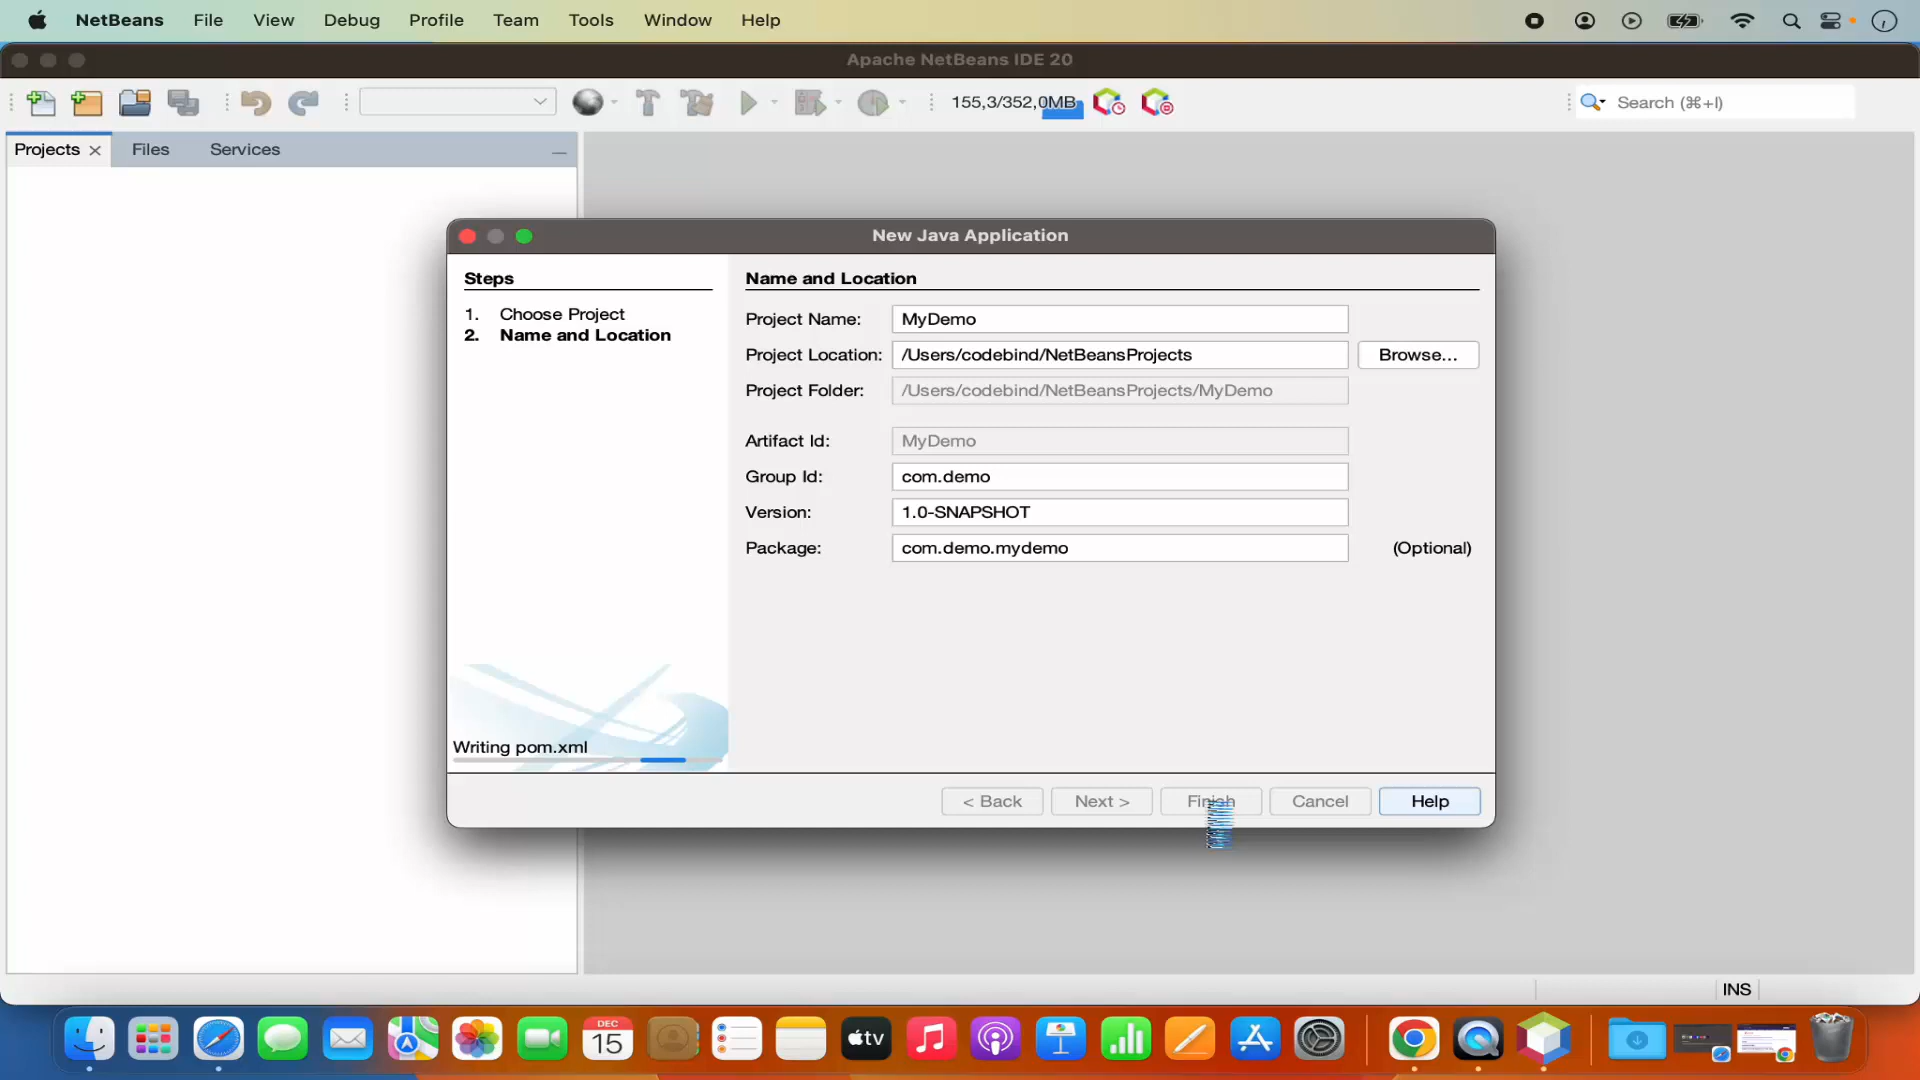 NetBeans File View Debug Profile Team Tools Window Help
Apache NetBeans IDE 20
155,3/352,0MB
Search (⌘+I)
Projects Files Services
New Java Application
Steps
1. Choose Project
2. Name and Location
Writing pom.xml
Name and Location
Project Name: MyDemo
Project Location: /Users/codebind/NetBeansProjects Browse...
Project Folder: /Users/codebind/NetBeansProjects/MyDemo
Artifact Id: MyDemo
Group Id: com.demo
Version: 1.0-SNAPSHOT
Package: com.demo.mydemo (Optional)
< Back Next > Finish Cancel Help
INS
DEC
15
tv